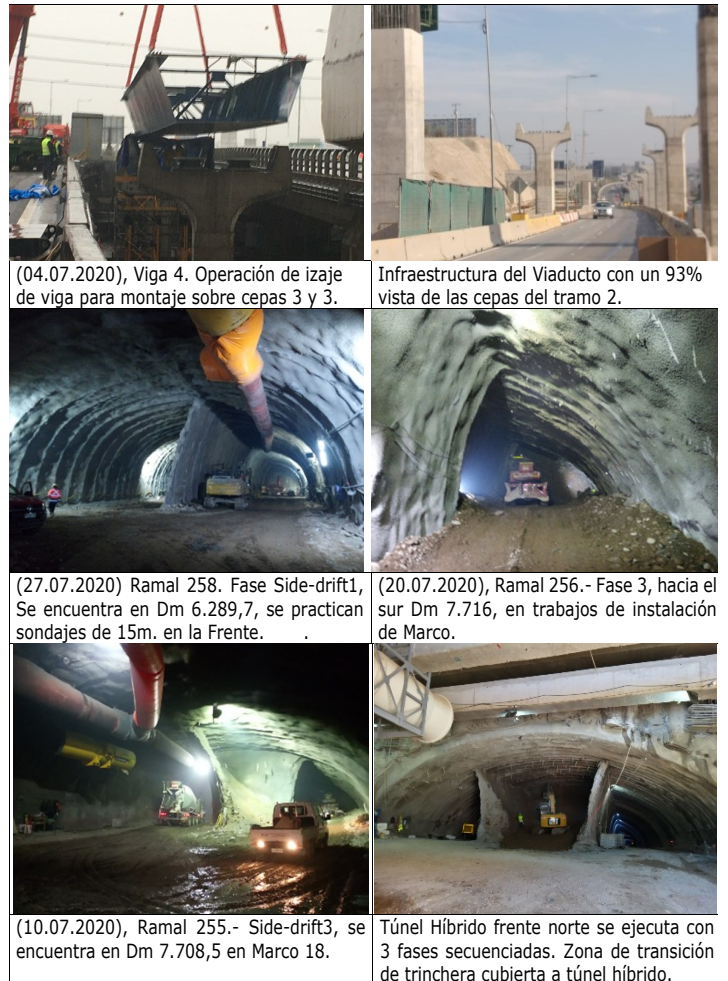 (04.07.2020), Viga 4. Operación de izaje
de viga para montaje sobre cepas 3 y 3.
Infraestructura del Viaducto con un 93%
vista de las cepas del tramo 2.
(27.07.2020) Ramal 258. Fase Side-drift1,
Se encuentra en Dm 6.289,7, se practican
sondajes de 15m. en la Frente. .
(20.07.2020), Ramal 256.- Fase 3, hacia el
sur Dm 7.716, en trabajos de instalación
de Marco.
(10.07.2020), Ramal 255.- Side-drift3, se
encuentra en Dm 7.708,5 en Marco 18.
Túnel Híbrido frente norte se ejecuta con
3 fases secuenciadas. Zona de transición
de trinchera cubierta a túnel híbrido.